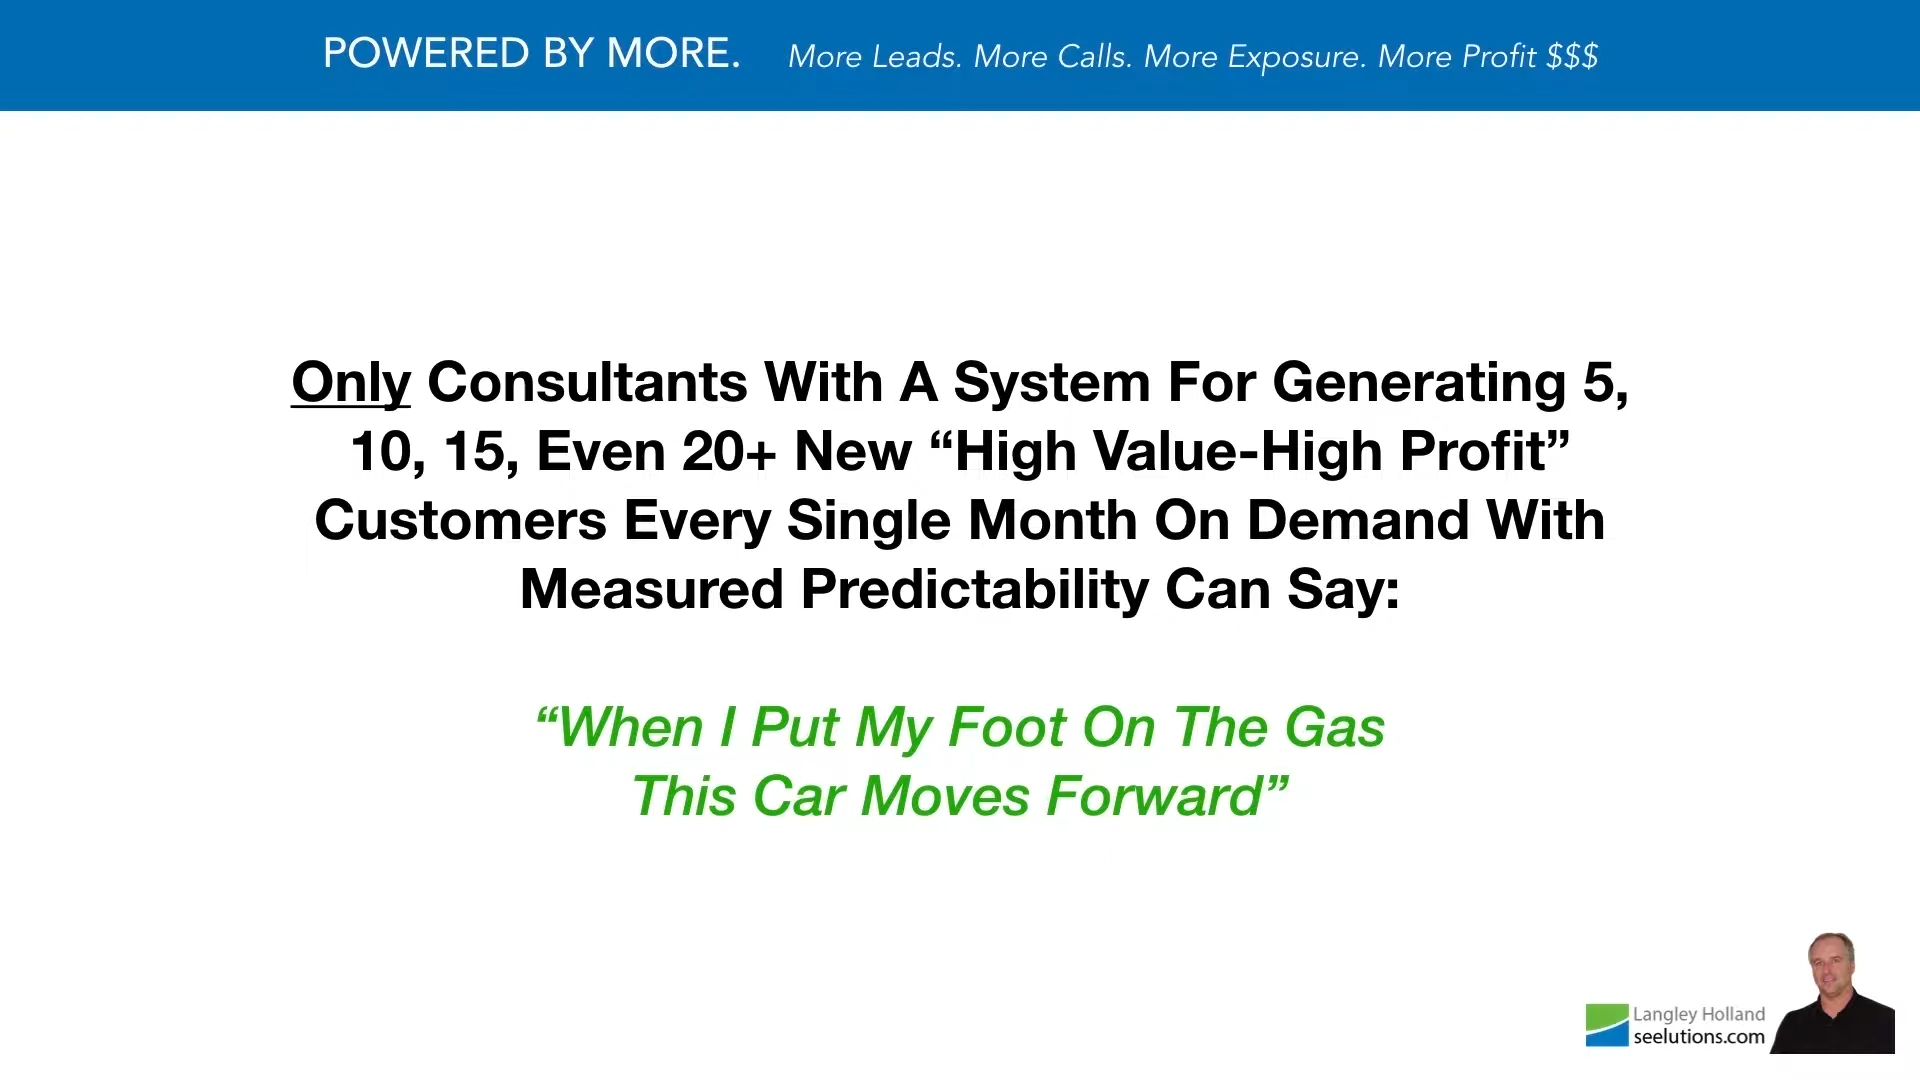 POWERED BY MORE. More Leads. More Calls. More Exposure. More Profit $$$
Only Consultants With A System For Generating 5,
10, 15, Even 20+ New “High Value-High Profit”
Customers Every Single Month On Demand With
Measured Predictability Can Say:
“When I Put My Foot On The Gas
This Car Moves Forward”
Langley Holland
seelutions.com